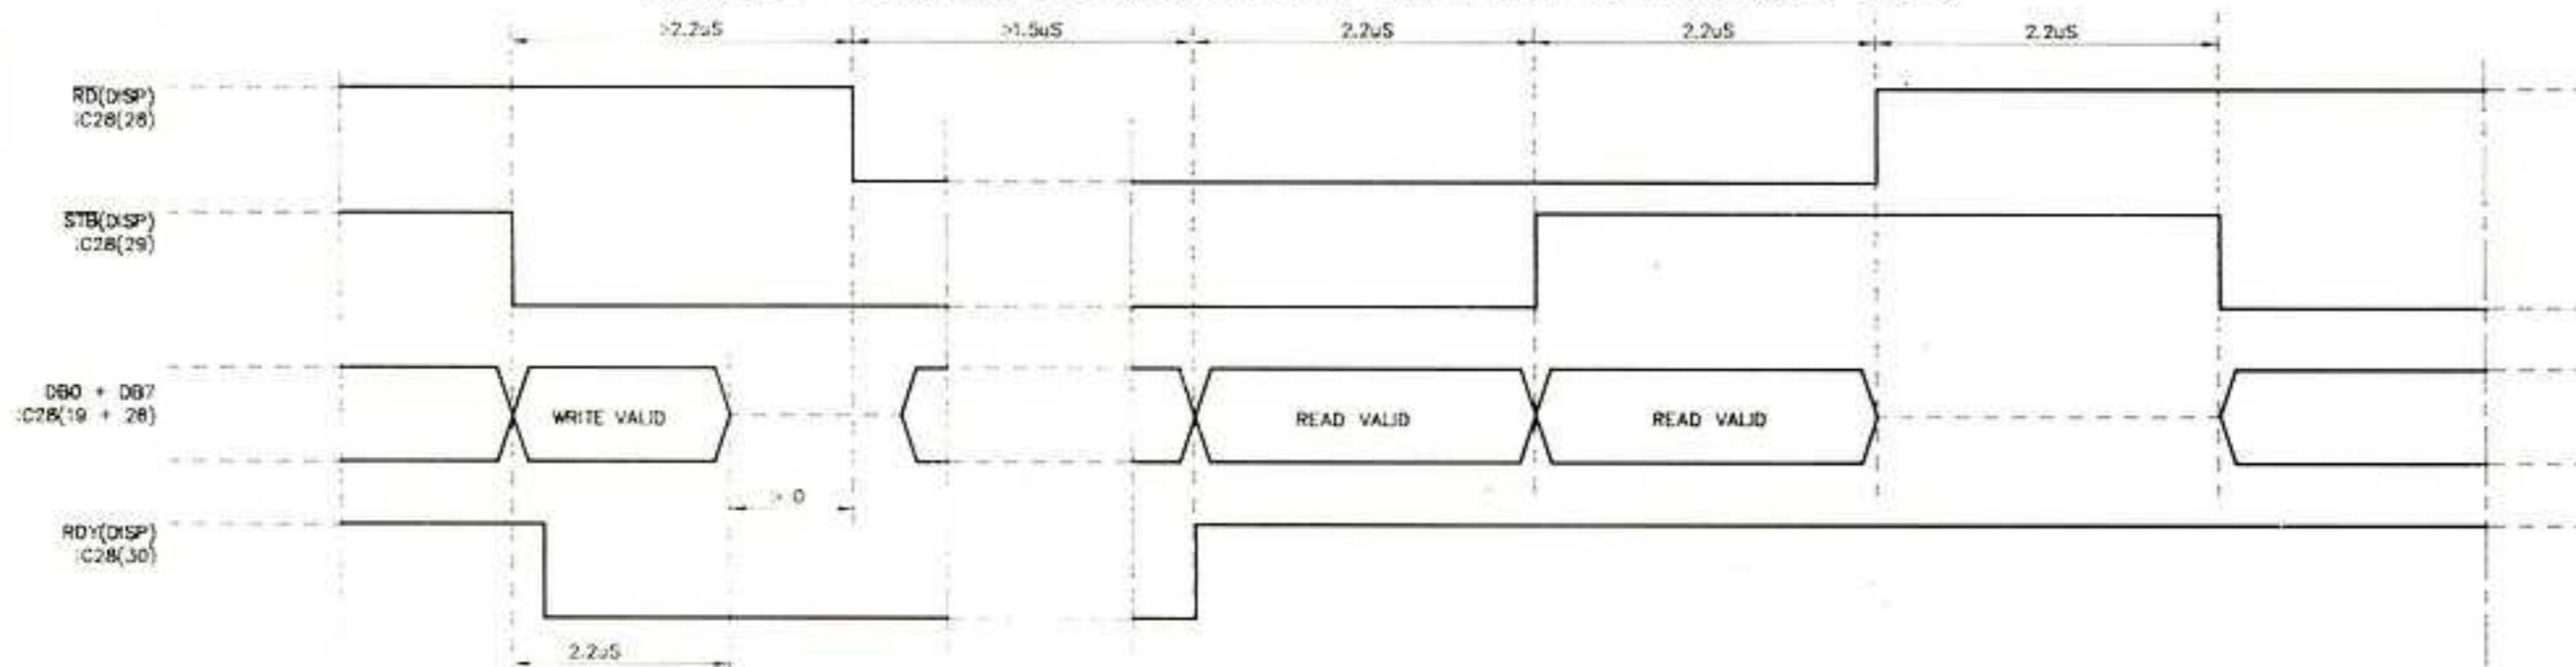 >2.2uS
>1.5uS
2.2uS
2.2uS
2.2uS
RD(DISP)
IC28(28)
STB(DISP)
IC28(29)
DB0 + DB7
IC28(19 + 26)
WRITE VALID
READ VALID
READ VALID
> 0
RDY(DISP)
IC28(30)
2.2uS